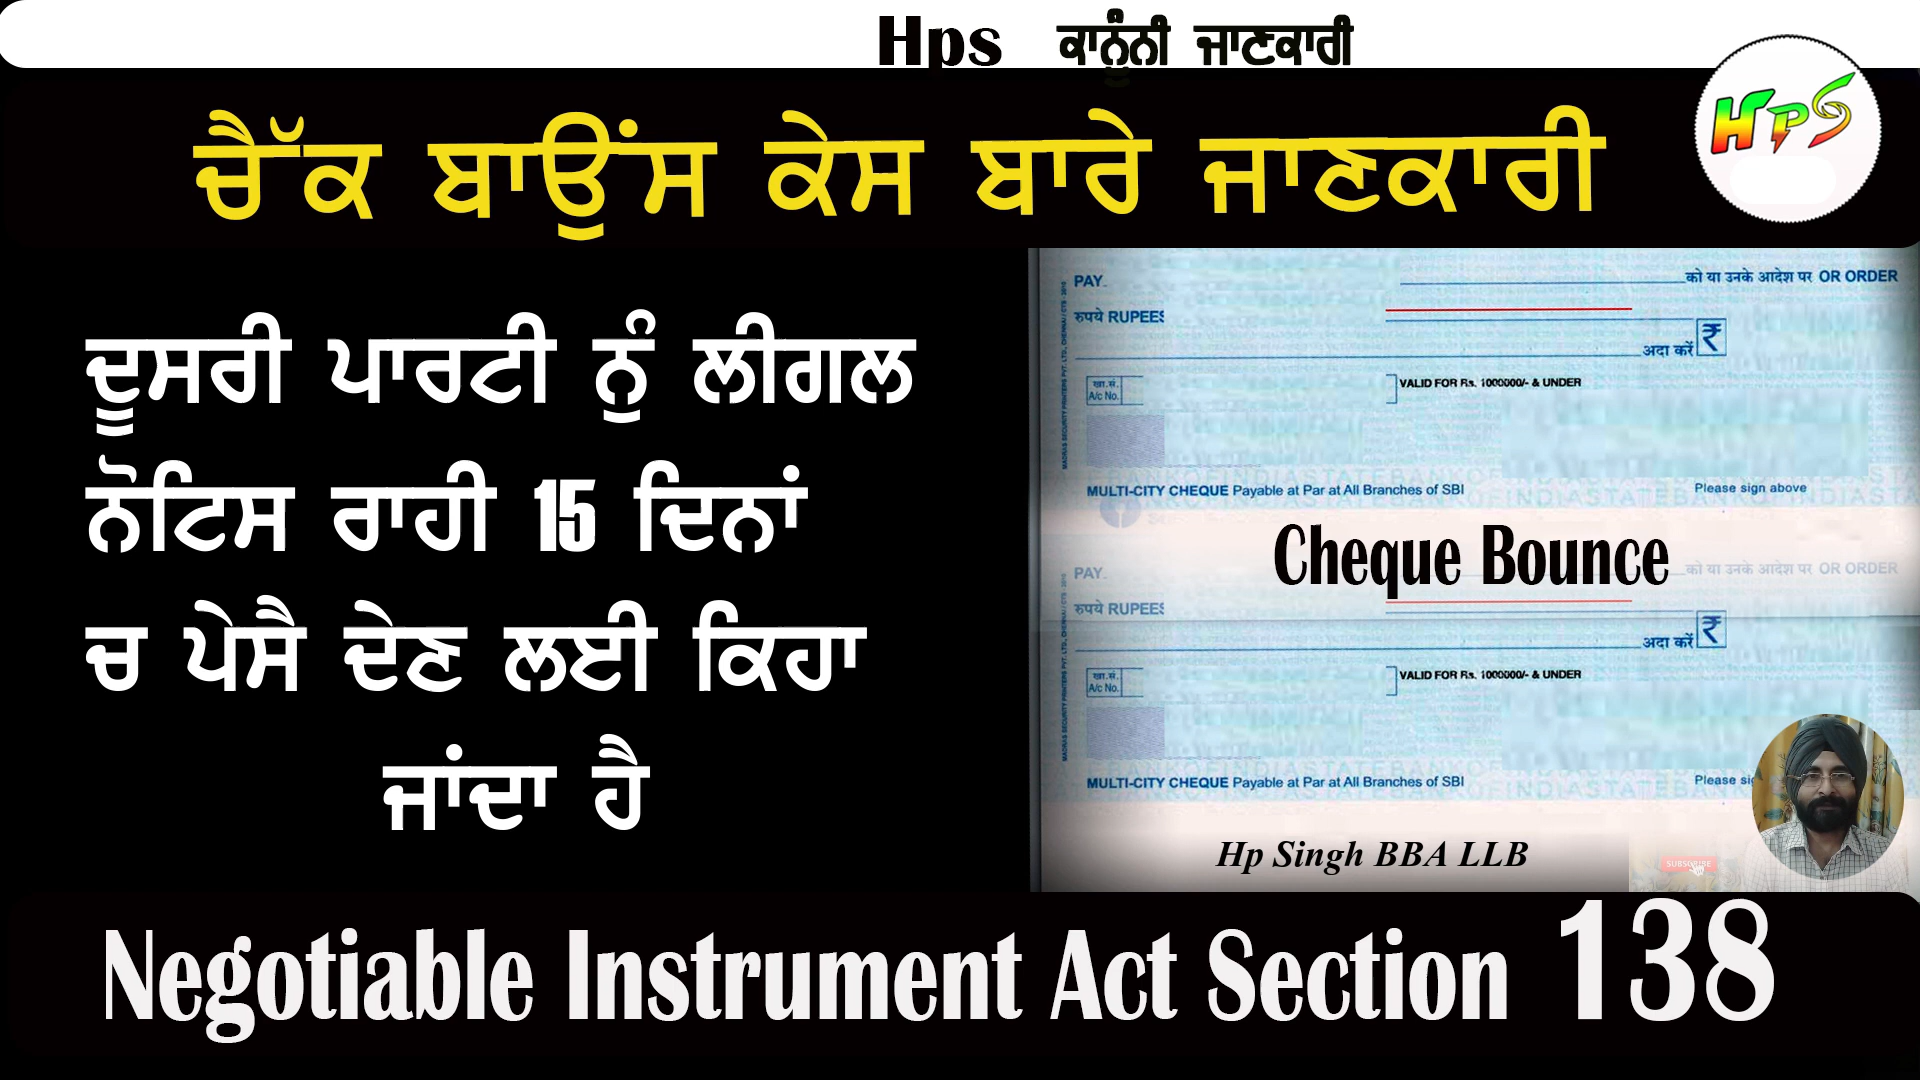 Hps ਕਾਨੂੰਨੀ ਜਾਣਕਾਰੀ
HPS
ਚੈੱਕ ਬਾਉਂਸ ਕੇਸ ਬਾਰੇ ਜਾਣਕਾਰੀ
ਦੂਸਰੀ ਪਾਰਟੀ ਨੁੰ ਲੀਗਲ
ਨੋਟਿਸ ਰਾਹੀ 15 ਦਿਨਾਂ
ਚ ਪੇਸੈ ਦੇਣ ਲਈ ਕਿਹਾ
ਜਾਂਦਾ ਹੈ
PAY को या उनके आदेश पर OR ORDER
रुपये RUPEES
अदा करें ₹
खा.सं.
A/c No.
VALID FOR Rs. 1000000/- & UNDER
MULTI-CITY CHEQUE Payable at Par at All Branches of SBI
Please sign above
Cheque Bounce
PAY को या उनके आदेश पर OR ORDER
रुपये RUPEES
अदा करें ₹
खा.सं.
A/c No.
VALID FOR Rs. 1000000/- & UNDER
MULTI-CITY CHEQUE Payable at Par at All Branches of SBI
Please si
Hp Singh BBA LLB
SUBSCRIBE
Negotiable Instrument Act Section 138